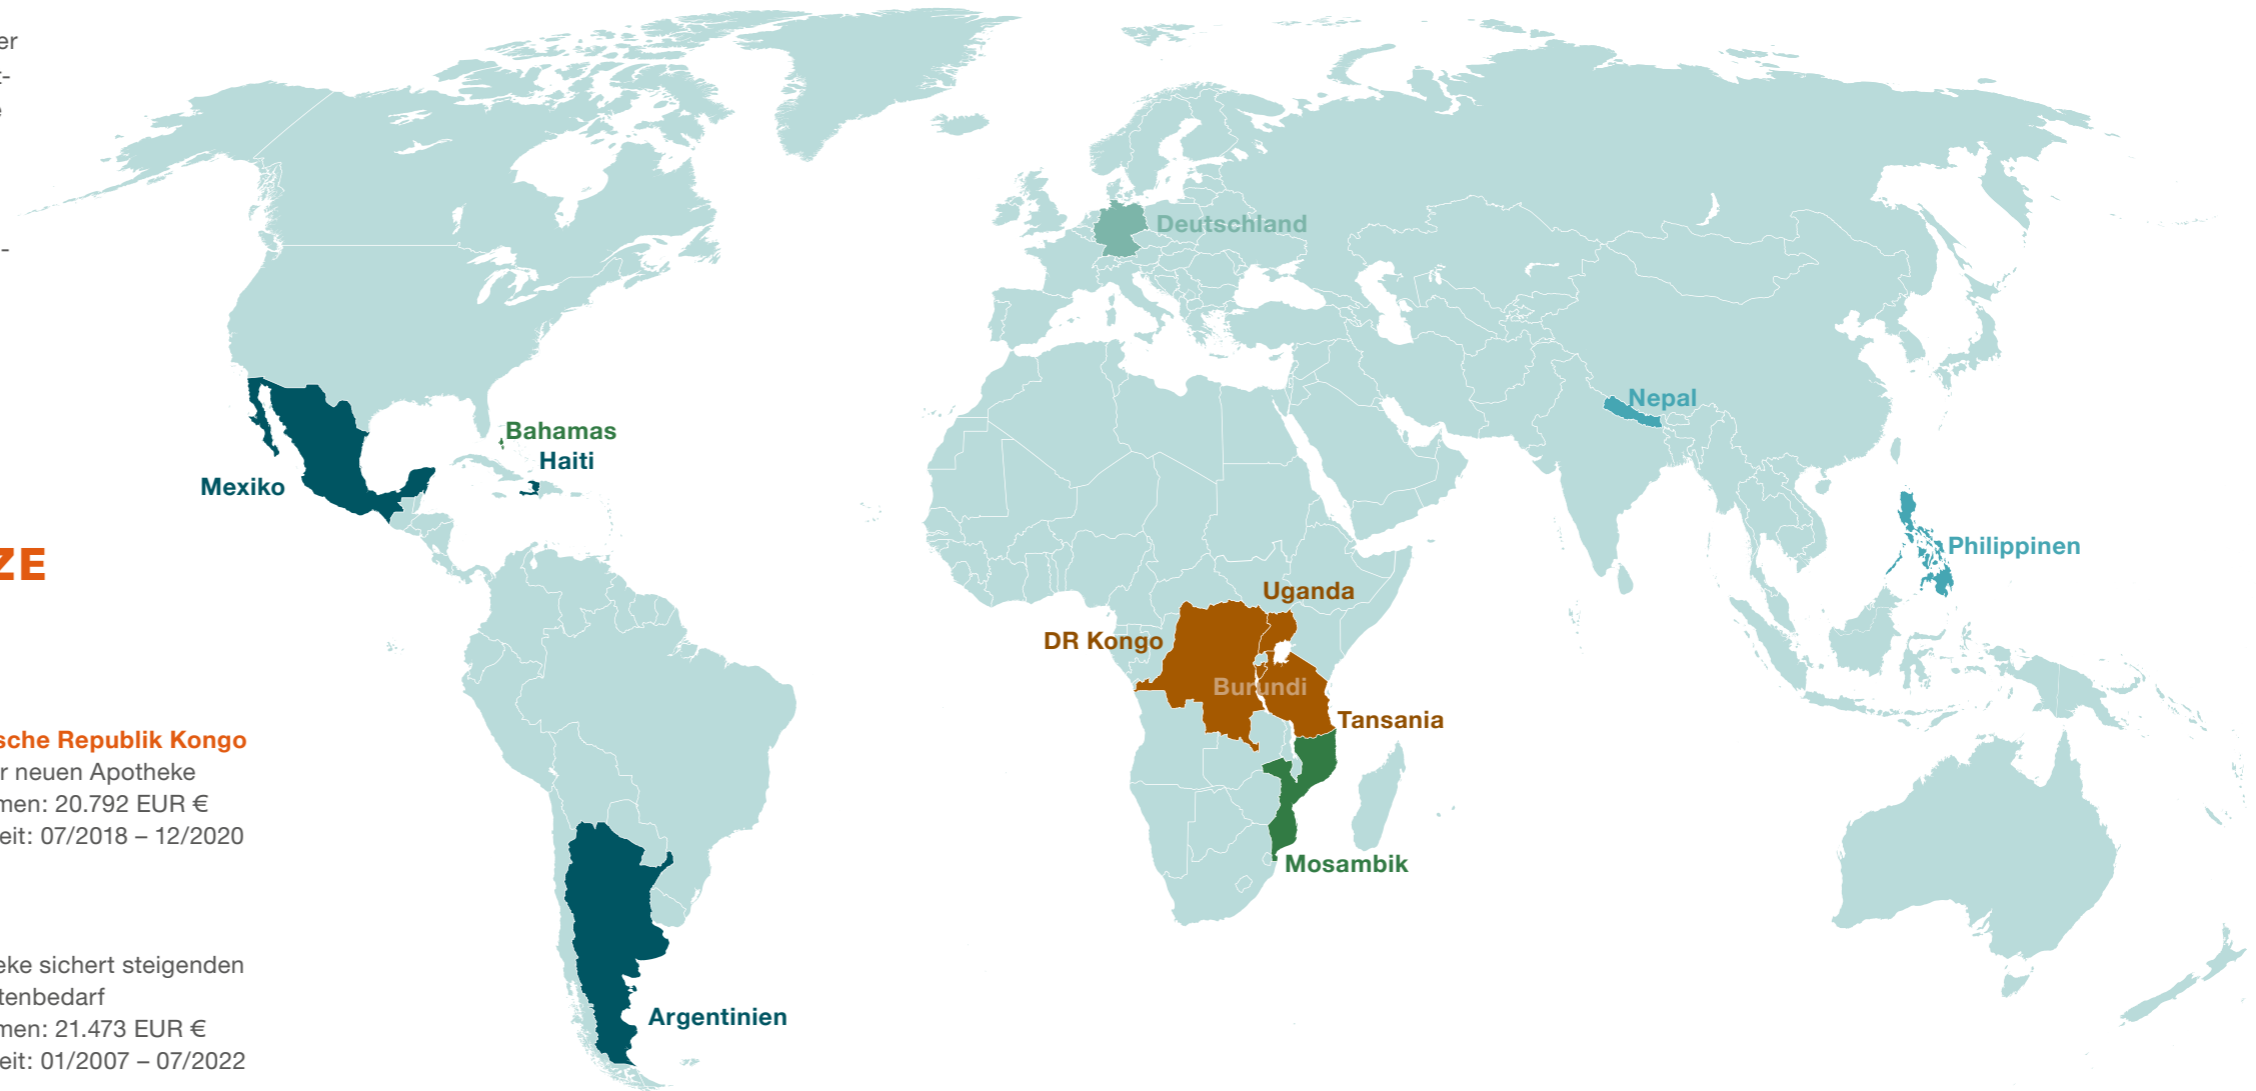 er
t-
e
-
ZE
sche Republik Kongo
r neuen Apotheke
men: 20.792 EUR €
eit: 07/2018 – 12/2020
eke sichert steigenden
tenbedarf
men: 21.473 EUR €
eit: 01/2007 – 07/2022
Deutschland
Nepal
Bahamas
Haiti
Mexiko
Philippinen
Uganda
DR Kongo
Burundi
Tansania
Mosambik
Argentinien